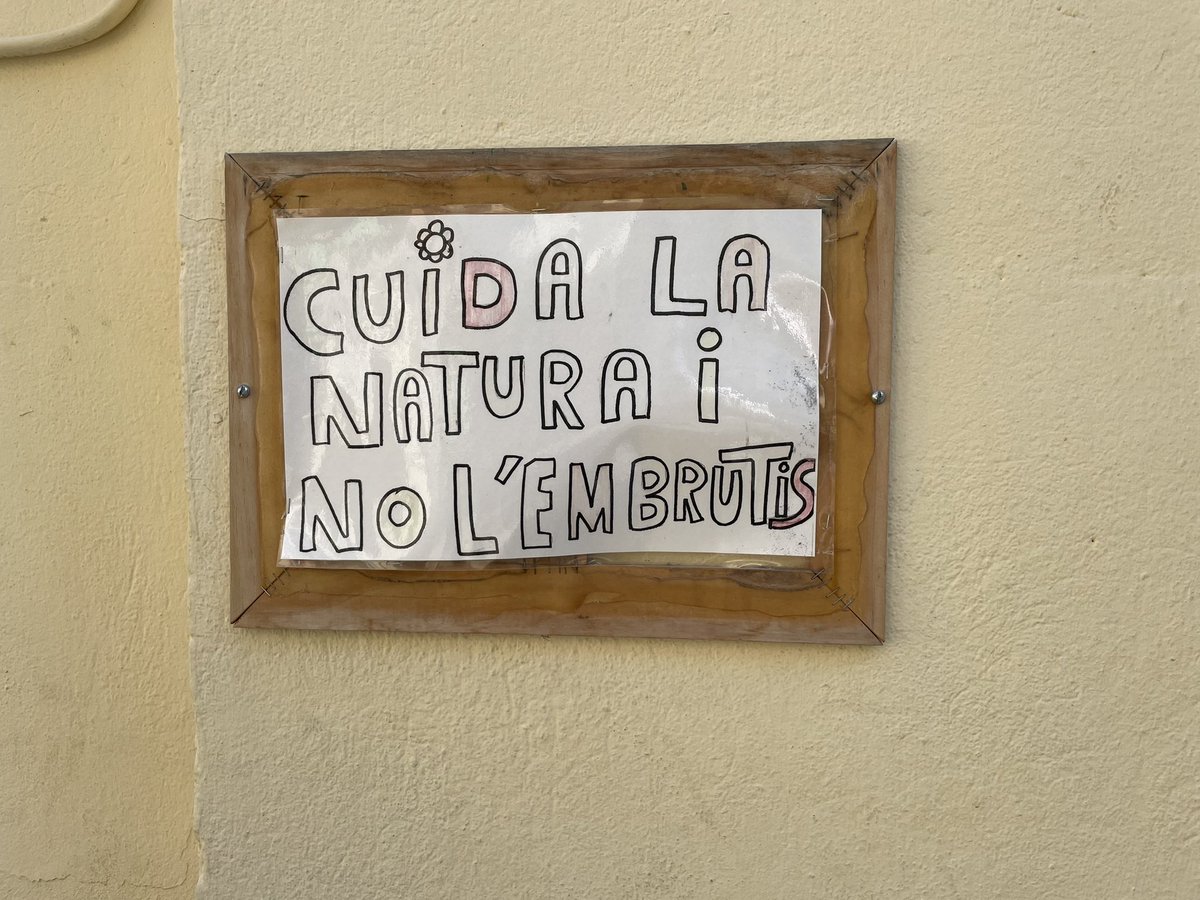 CUiDA LA
NATURA i
NO L'EMBRUTiS